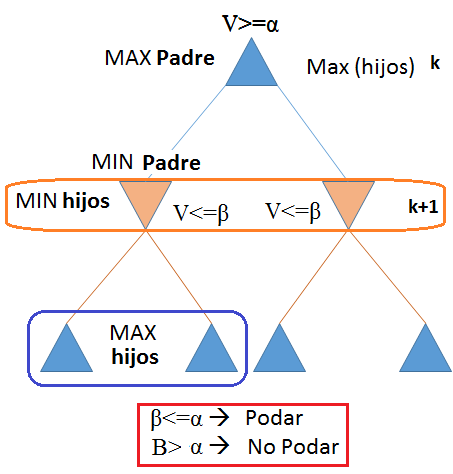 V>=α
MAX Padre
Max (hijos) k
MIN Padre
MIN hijos
V<=β
V<=β
k+1
MAX
hijos
β<=α → Podar
Β> α → No Podar